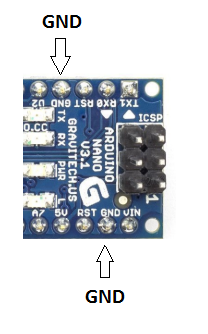 GND
D2 GND RST RX0 TX1
TX
RX
PWR
L
O.CC
GRAVITECH.US
ARDUINO
NANO
V3.1
G
ICSP
1
A7 5V RST GND VIN
GND